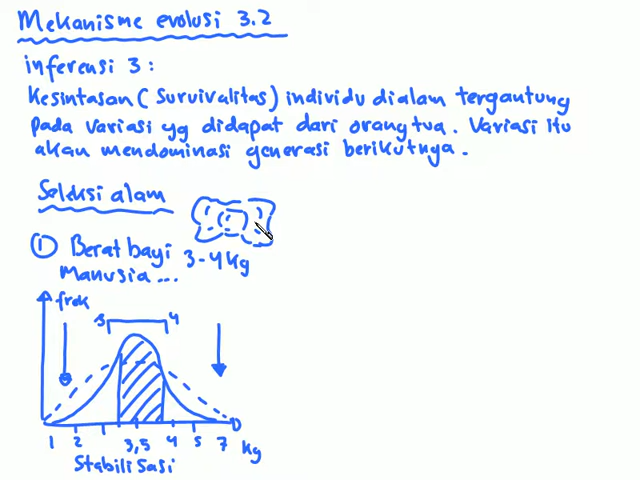 Mekanisme evolusi 3.2
inferensi 3 :
Kesintasan ( Survivalitas) individu dialam tergantung
pada variasi yg didapat dari orangtua. Variasi itu
akan mendominasi generasi berikutnya.
Seleksi alam
① Berat bayi 3-4 Kg
Manusia ...
frek
3 4
1 2 3,5 4 5 7 Kg
Stabilisasi